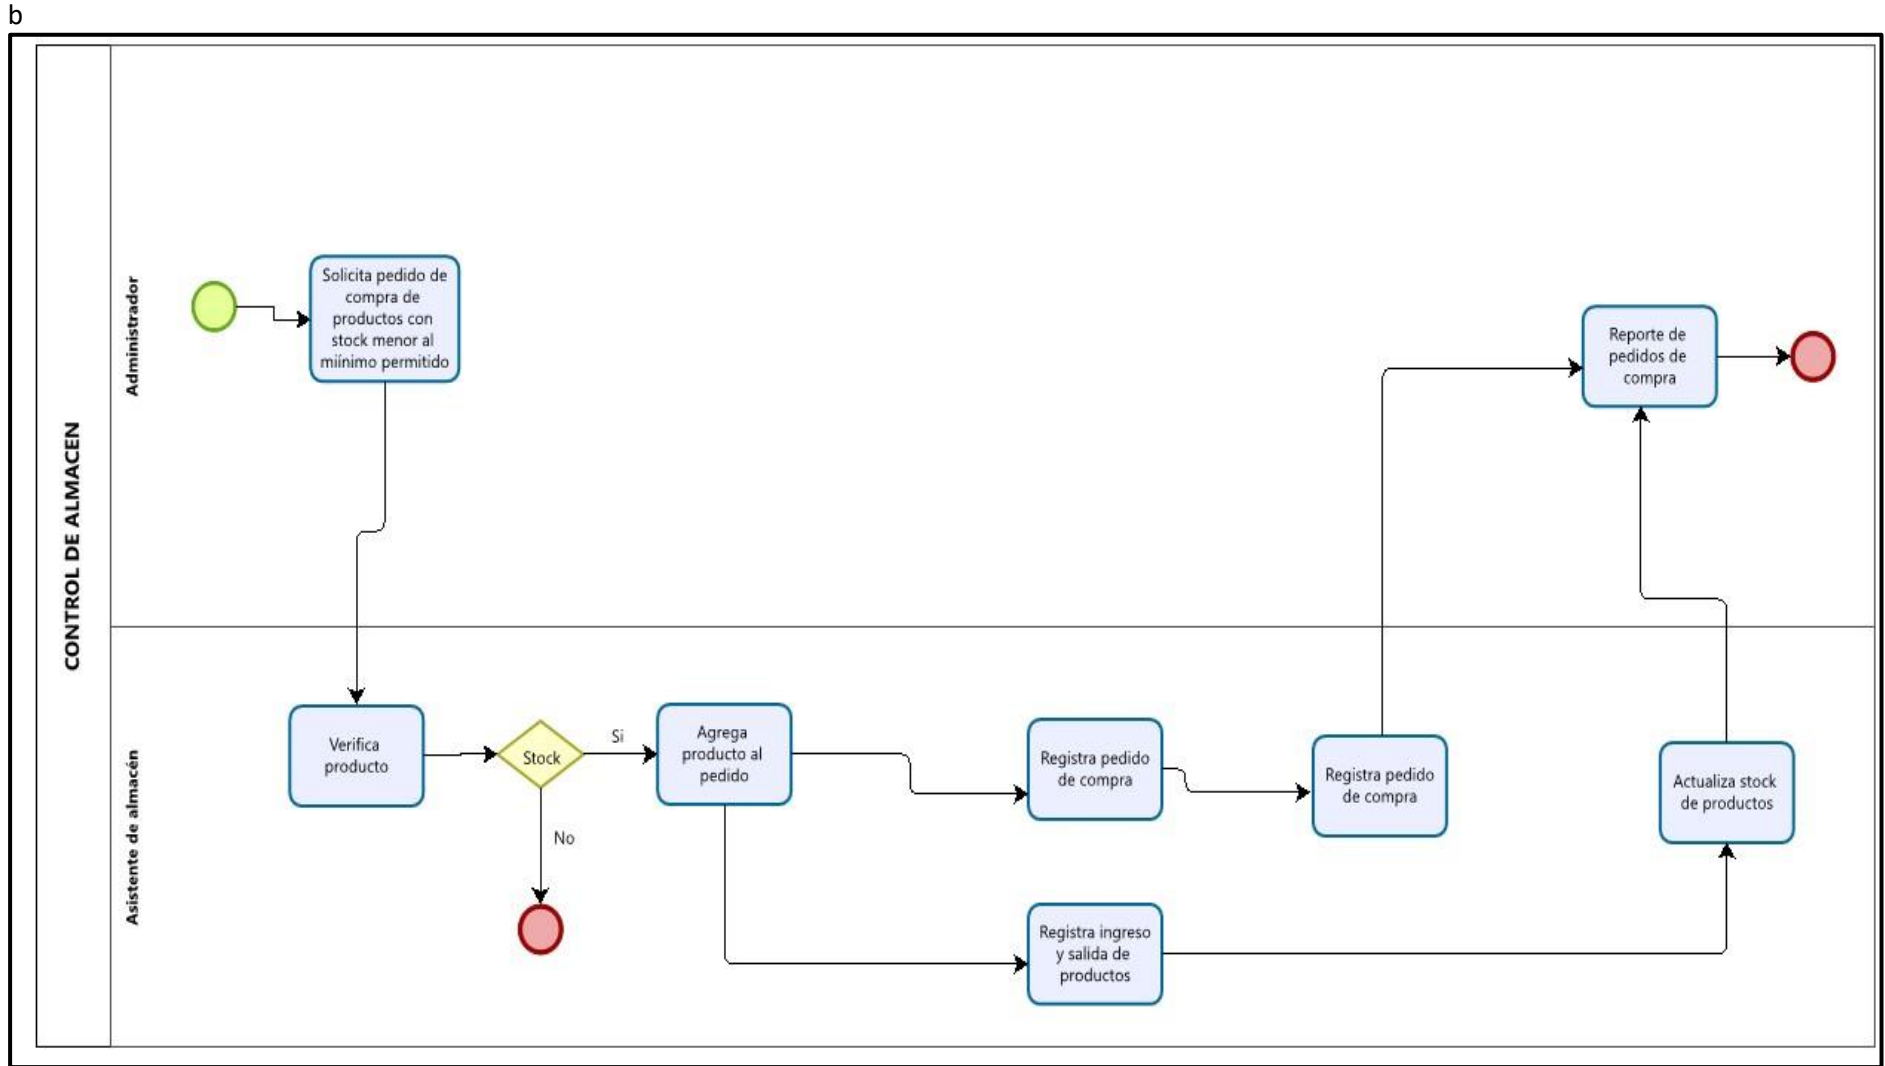 b
CONTROL DE ALMACEN
Administrador
Solicita pedido de
compra de
productos con
stock menor al
miínimo permitido
Reporte de
pedidos de
compra
Asistente de almacén
Verifica
producto
Stock
Si
No
Agrega
producto al
pedido
Registra pedido
de compra
Registra pedido
de compra
Actualiza stock
de productos
Registra ingreso
y salida de
productos